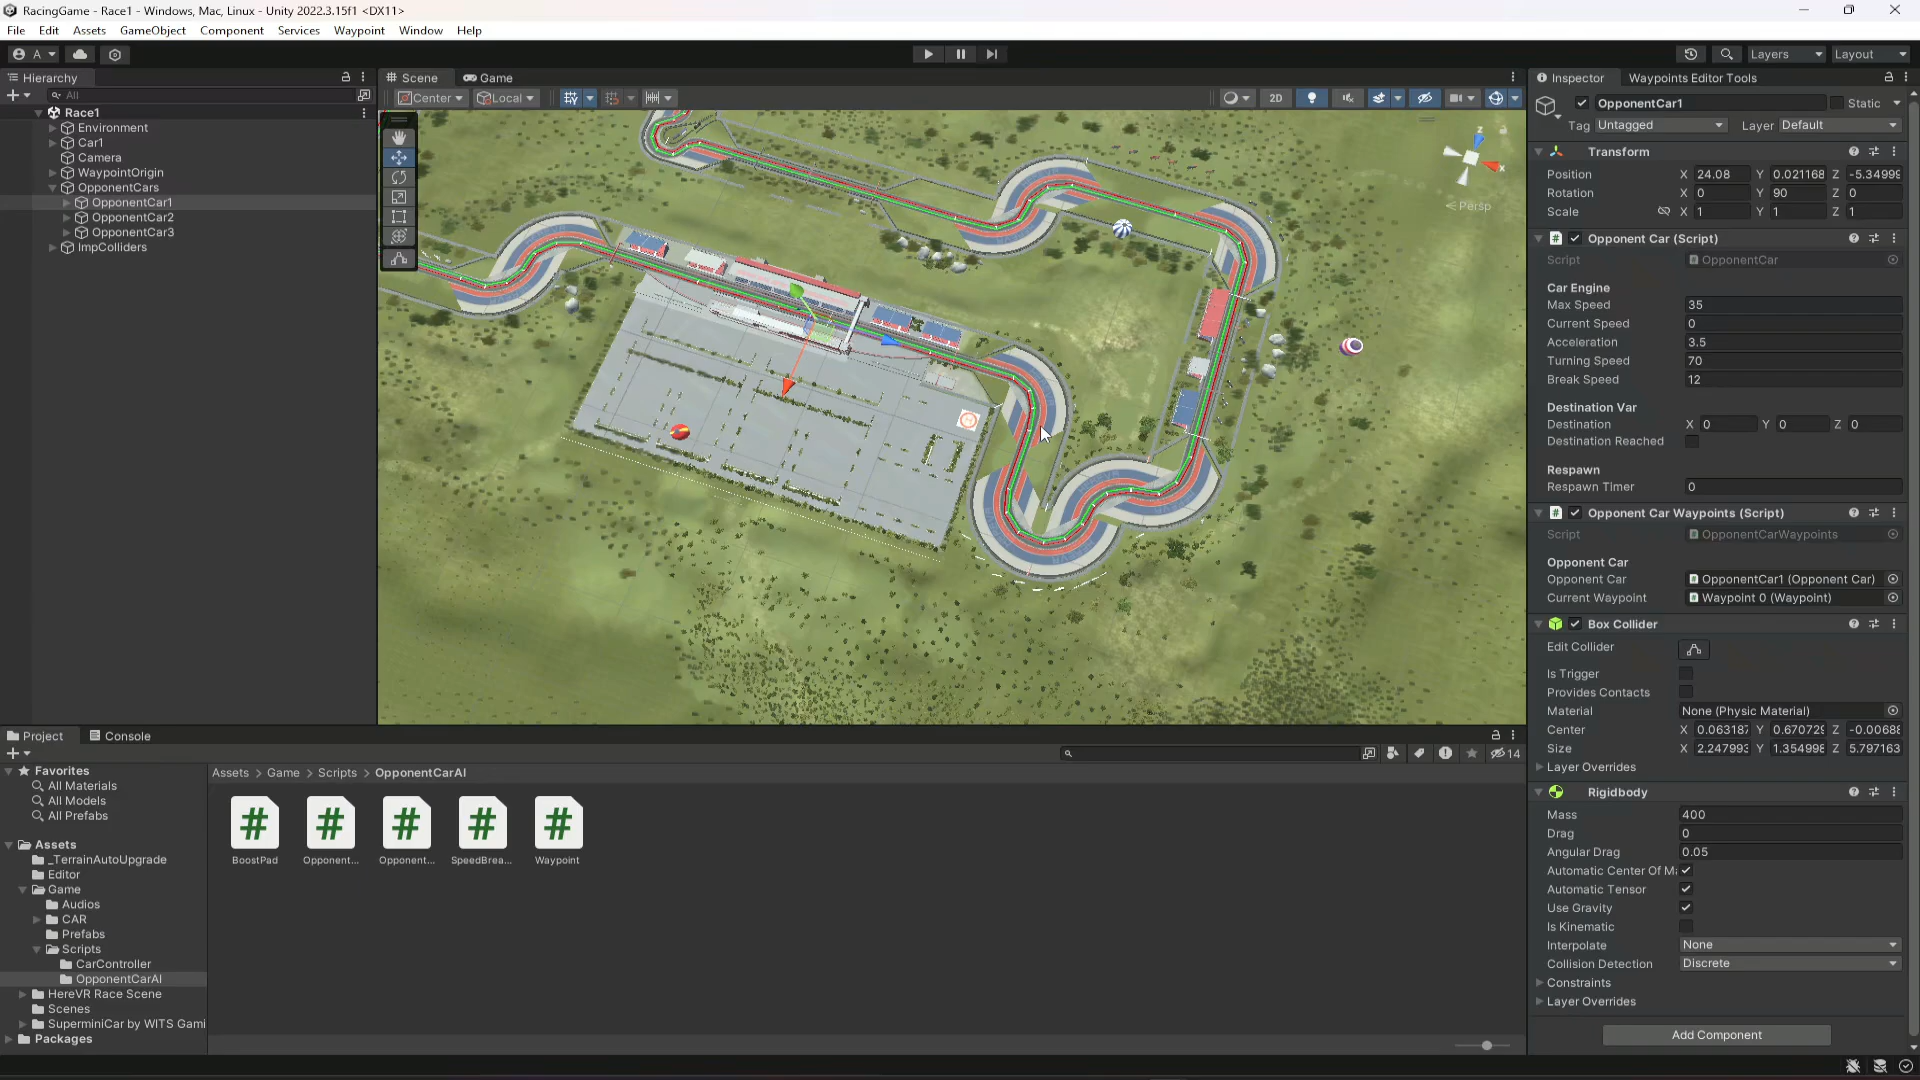 RacingGame - Race1 - Windows, Mac, Linux - Unity 2022.3.15f1 <DX11>
File Edit Assets GameObject Component Services Waypoint Window Help
A Layers Layout
Hierarchy
All
Race1
Environment
Car1
Camera
WaypointOrigin
OpponentCars
OpponentCar1
OpponentCar2
OpponentCar3
ImpColliders
Scene Game
Center Local 2D
z
x
Persp
Project Console
14
Favorites
All Materials
All Models
All Prefabs
Assets
_TerrainAutoUpgrade
Editor
Game
Audios
CAR
Prefabs
Scripts
CarController
OpponentCarAI
HereVR Race Scene
Scenes
SuperminiCar by WITS Gami
Packages
Assets > Game > Scripts > OpponentCarAI
BoostPad Opponent... Opponent... SpeedBrea... Waypoint
Inspector Waypoints Editor Tools
OpponentCar1 Static
Tag Untagged Layer Default
Transform
Position X 24.08 Y 0.021168 Z -5.34999
Rotation X 0 Y 90 Z 0
Scale X 1 Y 1 Z 1
Opponent Car (Script)
Script OpponentCar
Car Engine
Max Speed 35
Current Speed 0
Acceleration 3.5
Turning Speed 70
Break Speed 12
Destination Var
Destination X 0 Y 0 Z 0
Destination Reached
Respawn
Respawn Timer 0
Opponent Car Waypoints (Script)
Script OpponentCarWaypoints
Opponent Car
Opponent Car OpponentCar1 (Opponent Car)
Current Waypoint Waypoint 0 (Waypoint)
Box Collider
Edit Collider
Is Trigger
Provides Contacts
Material None (Physic Material)
Center X 0.063187 Y 0.670729 Z -0.00688
Size X 2.247993 Y 1.354998 Z 5.797163
Layer Overrides
Rigidbody
Mass 400
Drag 0
Angular Drag 0.05
Automatic Center Of Ma
Automatic Tensor
Use Gravity
Is Kinematic
Interpolate None
Collision Detection Discrete
Constraints
Layer Overrides
Add Component